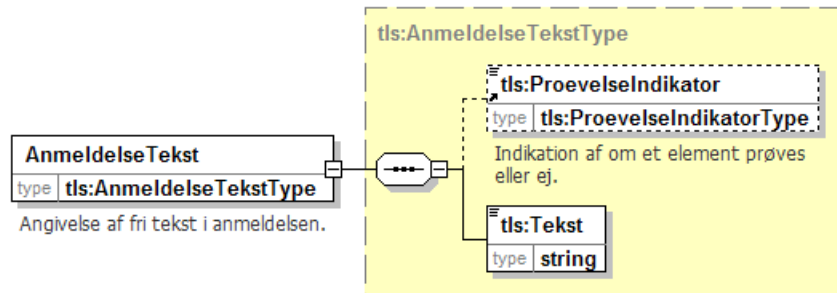 tls:AnmeldelseTekstType
tls:ProevelseIndikator
type tls:ProevelseIndikatorType
Indikation af om et element prøves
eller ej.
AnmeldelseTekst
type tls:AnmeldelseTekstType
Angivelse af fri tekst i anmeldelsen.
tls:Tekst
type string